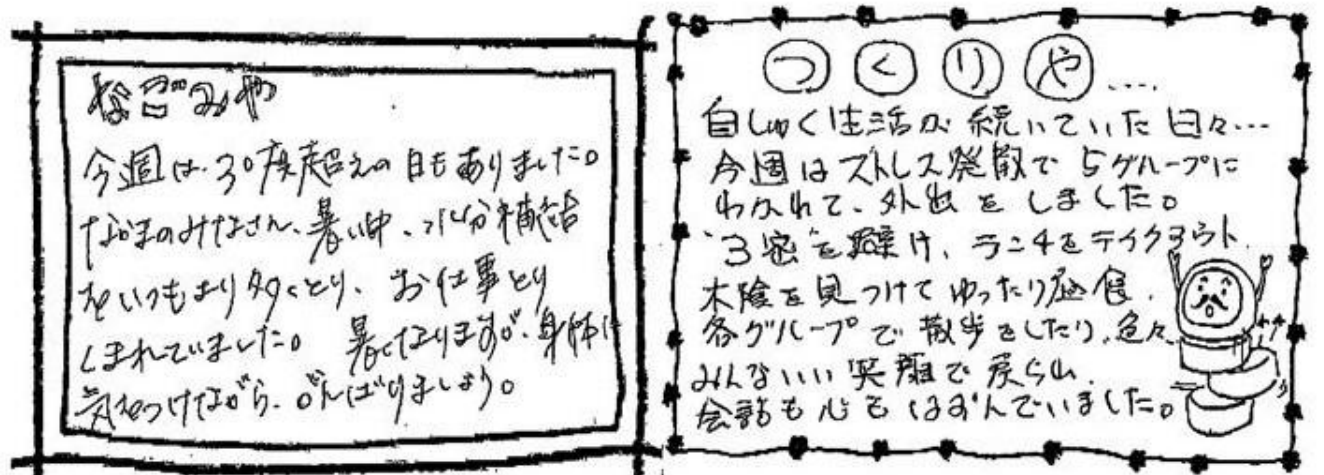 なごみや
今週は、30度超えの日もありました。
なかまのみなさん、暑い中、水分補給
をいつもより多くとり、お仕事とり
くまれていました。 暑くなりますが、身体に
気をつけながら、がんばりましょう。
つくりや....
自しゅく生活が続いていた日々...
今週はストレス発散で5グループに
わかれて、外出をしました。
"3密"を避け、ランチをテイクアウト、
木陰を見つけてゆったり昼食、
各グループで散歩をしたり、色々、
みんないい笑顔で戻られ、
会話も心もはずんでいました。